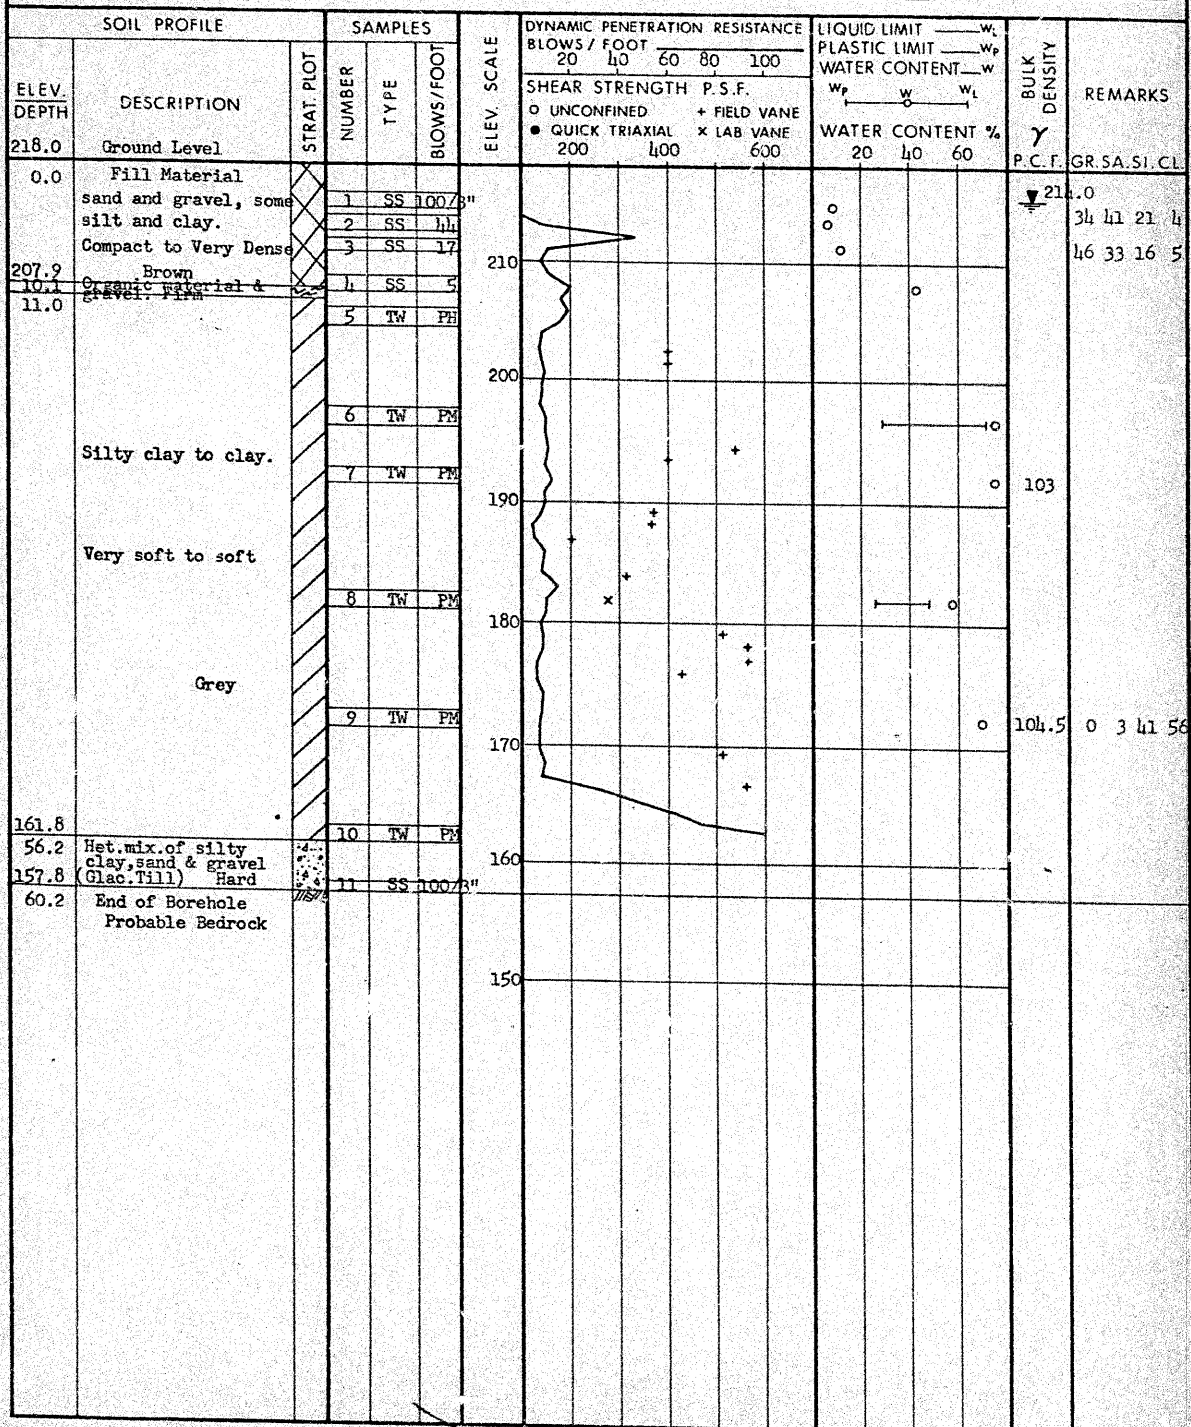 SOIL PROFILE
SAMPLES
ELEV. SCALE
DYNAMIC PENETRATION RESISTANCE
BLOWS / FOOT
20 40 60 80 100
SHEAR STRENGTH P.S.F.
o UNCONFINED + FIELD VANE
● QUICK TRIAXIAL × LAB VANE
200 400 600
LIQUID LIMIT WL
PLASTIC LIMIT WP
WATER CONTENT W
WP W WL
WATER CONTENT %
20 40 60
BULK DENSITY
γ
P.C.F.
REMARKS
GR.SA.SI.CL.
ELEV.
DEPTH
DESCRIPTION
STRAT. PLOT
NUMBER
TYPE
BLOWS/FOOT
218.0 Ground Level
0.0 Fill Material
sand and gravel, some
silt and clay.
Compact to Very Dense
Brown
207.9
10.1 Organic material &
gravel. Firm
11.0
Silty clay to clay.
Very soft to soft
Grey
161.8
56.2 Het.mix.of silty
clay,sand & gravel
157.8 (Glac.Till) Hard
60.2 End of Borehole
Probable Bedrock
1 SS 100/3"
2 SS 44
3 SS 17
4 SS 5
5 TW PH
6 TW PM
7 TW PM
8 TW PM
9 TW PM
10 TW PM
11 SS 100/3"
210
200
190
180
170
160
150
214.0
34 41 21 4
46 33 16 5
103
104.5 0 3 41 56